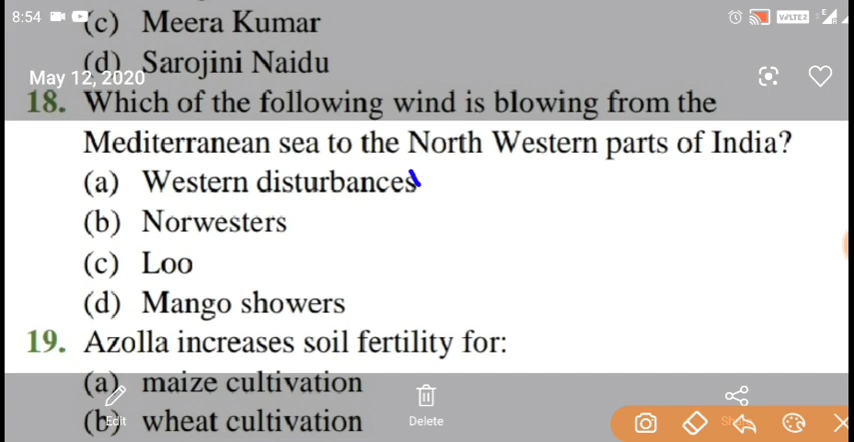 8:54
VoLTE2
(c) Meera Kumar
(d) Sarojini Naidu
May 12, 2020
18. Which of the following wind is blowing from the
Mediterranean sea to the North Western parts of India?
(a) Western disturbances
(b) Norwesters
(c) Loo
(d) Mango showers
19. Azolla increases soil fertility for:
(a) maize cultivation
(b) wheat cultivation
Edit
Delete